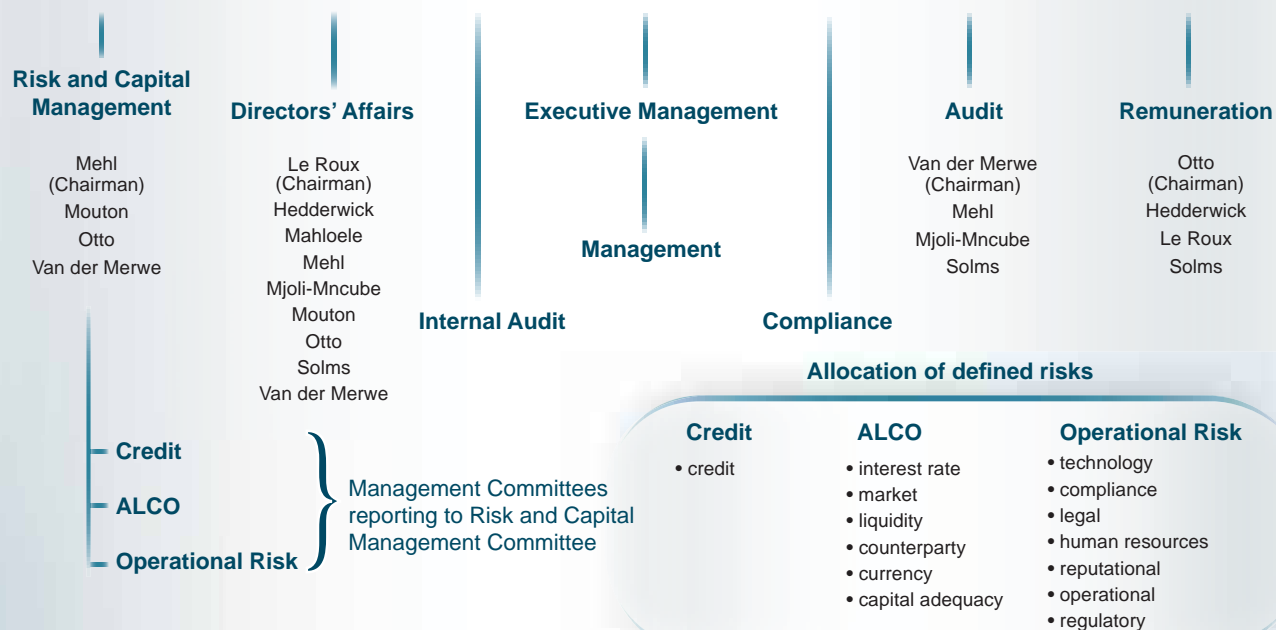 Risk and Capital
Management
Mehl
(Chairman)
Mouton
Otto
Van der Merwe
Directors’ Affairs
Le Roux
(Chairman)
Hedderwick
Mahloele
Mehl
Mjoli-Mncube
Mouton
Otto
Solms
Van der Merwe
Internal Audit
Executive Management
Management
Compliance
Audit
Van der Merwe
(Chairman)
Mehl
Mjoli-Mncube
Solms
Remuneration
Otto
(Chairman)
Hedderwick
Le Roux
Solms
Credit
ALCO
Operational Risk
Management Committees
reporting to Risk and Capital
Management Committee
Allocation of defined risks
Credit
• credit
ALCO
• interest rate
• market
• liquidity
• counterparty
• currency
• capital adequacy
Operational Risk
• technology
• compliance
• legal
• human resources
• reputational
• operational
• regulatory